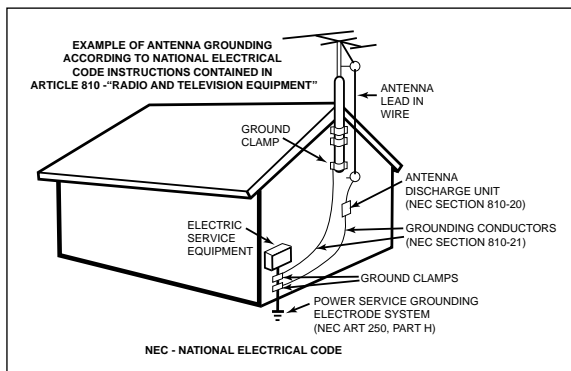 EXAMPLE OF ANTENNA GROUNDING
ACCORDING TO NATIONAL ELECTRICAL
CODE INSTRUCTIONS CONTAINED IN
ARTICLE 810 -“RADIO AND TELEVISION EQUIPMENT”
ANTENNA
LEAD IN
WIRE
GROUND
CLAMP
ANTENNA
DISCHARGE UNIT
(NEC SECTION 810-20)
ELECTRIC
SERVICE
EQUIPMENT
GROUNDING CONDUCTORS
(NEC SECTION 810-21)
GROUND CLAMPS
POWER SERVICE GROUNDING
ELECTRODE SYSTEM
(NEC ART 250, PART H)
NEC - NATIONAL ELECTRICAL CODE